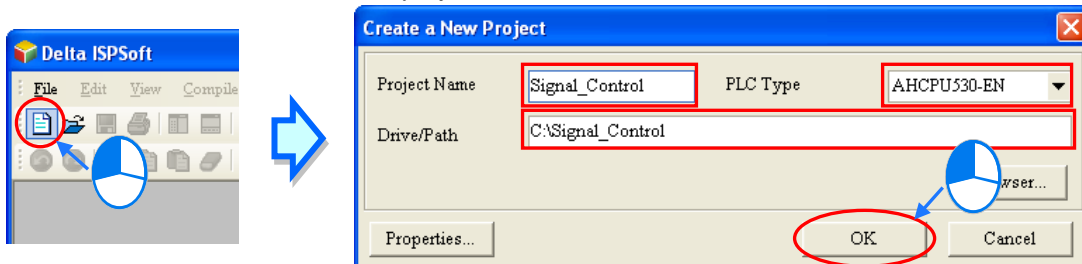 Delta ISPSoft
File Edit View Compile
Create a New Project
Project Name Signal_Control PLC Type AHCPU530-EN
Drive/Path C:\Signal_Control
wser...
Properties... OK Cancel